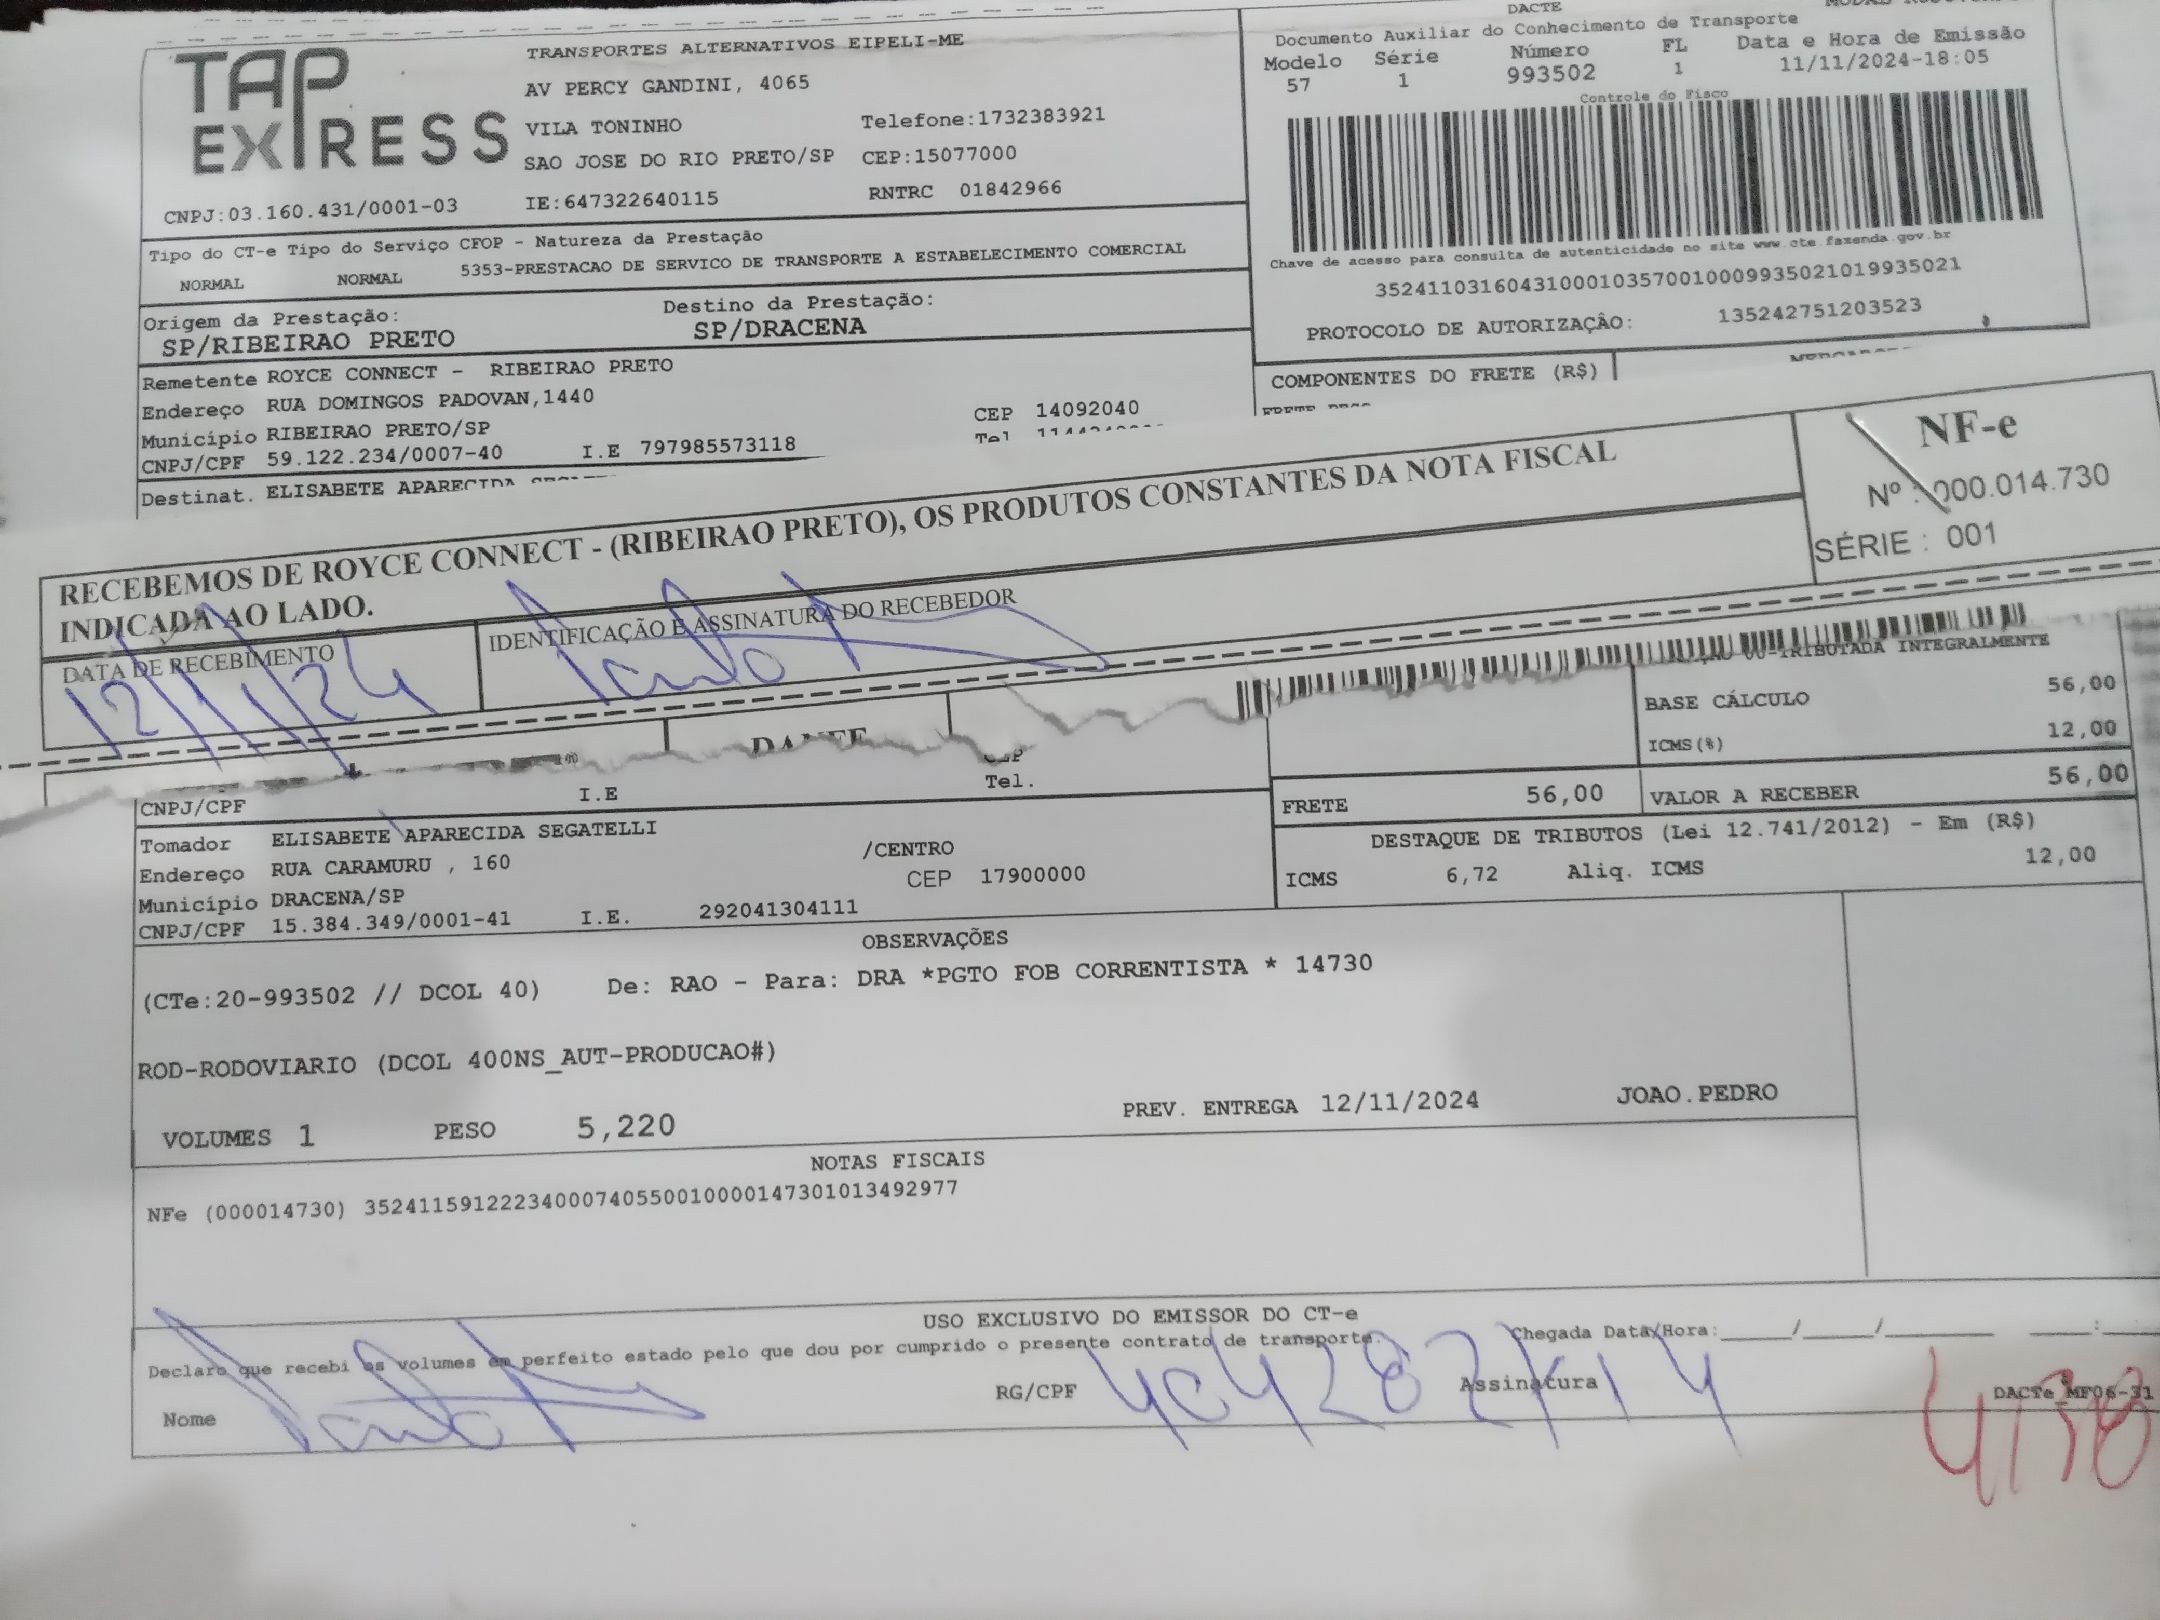 TAP EXPRESS
TRANSPORTES ALTERNATIVOS EIPELI-ME
AV PERCY GANDINI, 4065
VILA TONINHO Telefone:1732383921
SAO JOSE DO RIO PRETO/SP CEP:15077000
CNPJ:03.160.431/0001-03 IE:647322640115 RNTRC 01842966
DACTE
Documento Auxiliar do Conhecimento de Transporte
Modelo Série Número FL Data e Hora de Emissão
57 1 993502 1 11/11/2024-18:05
Controle do Fisco
Chave de acesso para consulta de autenticidade no site www.cte.fazenda.gov.br
35241103160431000103570010009935021019935021
PROTOCOLO DE AUTORIZAÇÂO: 135242751203523
Tipo do CT-e Tipo do Serviço CFOP - Natureza da Prestação
NORMAL NORMAL 5353-PRESTACAO DE SERVICO DE TRANSPORTE A ESTABELECIMENTO COMERCIAL
Origem da Prestação: Destino da Prestação:
SP/RIBEIRAO PRETO SP/DRACENA
Remetente ROYCE CONNECT - RIBEIRAO PRETO
Endereço RUA DOMINGOS PADOVAN,1440 CEP 14092040
Município RIBEIRAO PRETO/SP Tel
CNPJ/CPF 59.122.234/0007-40 I.E 797985573118
Destinat. ELISABETE APARECIDA
COMPONENTES DO FRETE (R$)
RECEBEMOS DE ROYCE CONNECT - (RIBEIRAO PRETO), OS PRODUTOS CONSTANTES DA NOTA FISCAL
INDICADA AO LADO.
NF-e
Nº : 000.014.730
SÉRIE : 001
DATA DE RECEBIMENTO IDENTIFICAÇÃO E ASSINATURA DO RECEBEDOR
12/11/24
DANFE
TRIBUTADA INTEGRALMENTE
BASE CÁLCULO 56,00
ICMS(%) 12,00
FRETE 56,00 VALOR A RECEBER 56,00
DESTAQUE DE TRIBUTOS (Lei 12.741/2012) - Em (R$)
ICMS 6,72 Aliq. ICMS 12,00
CEP
Tel.
CNPJ/CPF I.E
Tomador ELISABETE APARECIDA SEGATELLI
Endereço RUA CARAMURU , 160 /CENTRO
Município DRACENA/SP CEP 17900000
CNPJ/CPF 15.384.349/0001-41 I.E. 292041304111
OBSERVAÇÕES
(CTe:20-993502 // DCOL 40) De: RAO - Para: DRA *PGTO FOB CORRENTISTA * 14730
ROD-RODOVIARIO (DCOL 400NS_AUT-PRODUCAO#)
VOLUMES 1 PESO 5,220 PREV. ENTREGA 12/11/2024 JOAO.PEDRO
NOTAS FISCAIS
NFe (000014730) 35241159122234000740550010000147301013492977
USO EXCLUSIVO DO EMISSOR DO CT-e
Declaro que recebi os volumes em perfeito estado pelo que dou por cumprido o presente contrato de transporte. Chegada Data/Hora:_____/_____/________ ____:____
Nome RG/CPF Assinatura DACTe MF06-31